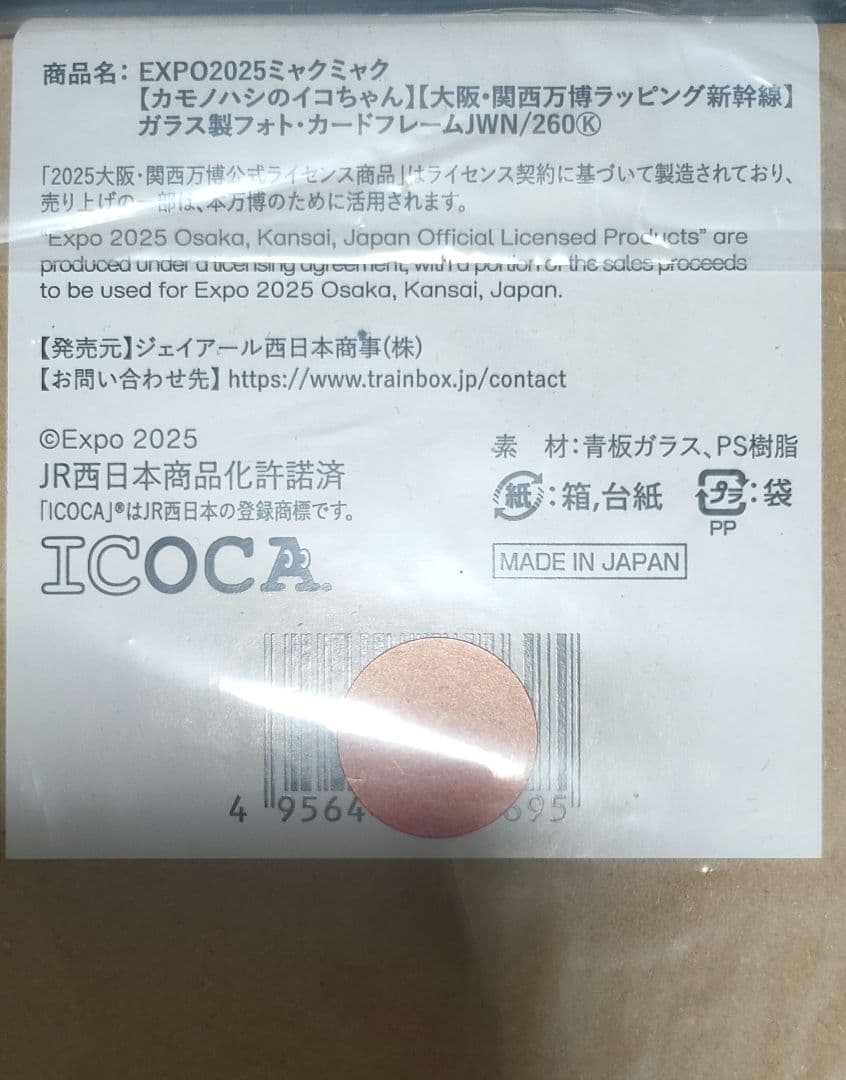 商品名：EXPO2025ミャクミャク
【カモノハシのイコちゃん】【大阪・関西万博ラッピング新幹線】
ガラス製フォト・カードフレームJWN/260Ⓚ
「2025大阪・関西万博公式ライセンス商品」はライセンス契約に基づいて製造されており、
売り上げの一部は、本万博のために活用されます。
"Expo 2025 Osaka, Kansai, Japan Official Licensed Products" are
produced under a licensing agreement, with a portion of the sales proceeds
to be used for Expo 2025 Osaka, Kansai, Japan.
【発売元】ジェイアール西日本商事(株)
【お問い合わせ先】https://www.trainbox.jp/contact
©Expo 2025
JR西日本商品化許諾済
「ICOCA」®はJR西日本の登録商標です。
ICOCA
素　材：青板ガラス、PS樹脂
紙：箱,台紙 プラ：袋
PP
MADE IN JAPAN
4 9564 695